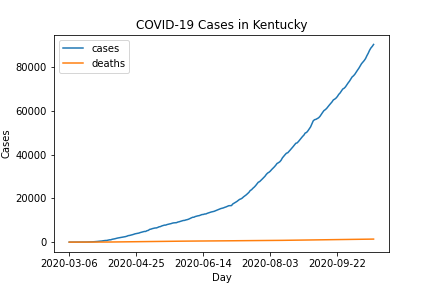 COVID-19 Cases in Kentucky
cases
deaths
80000
60000
40000
20000
0
Cases
2020-03-06 2020-04-25 2020-06-14 2020-08-03 2020-09-22
Day